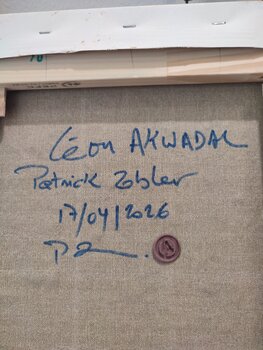 Léon AKWADAL
Patrick Zobler
17/04/2026